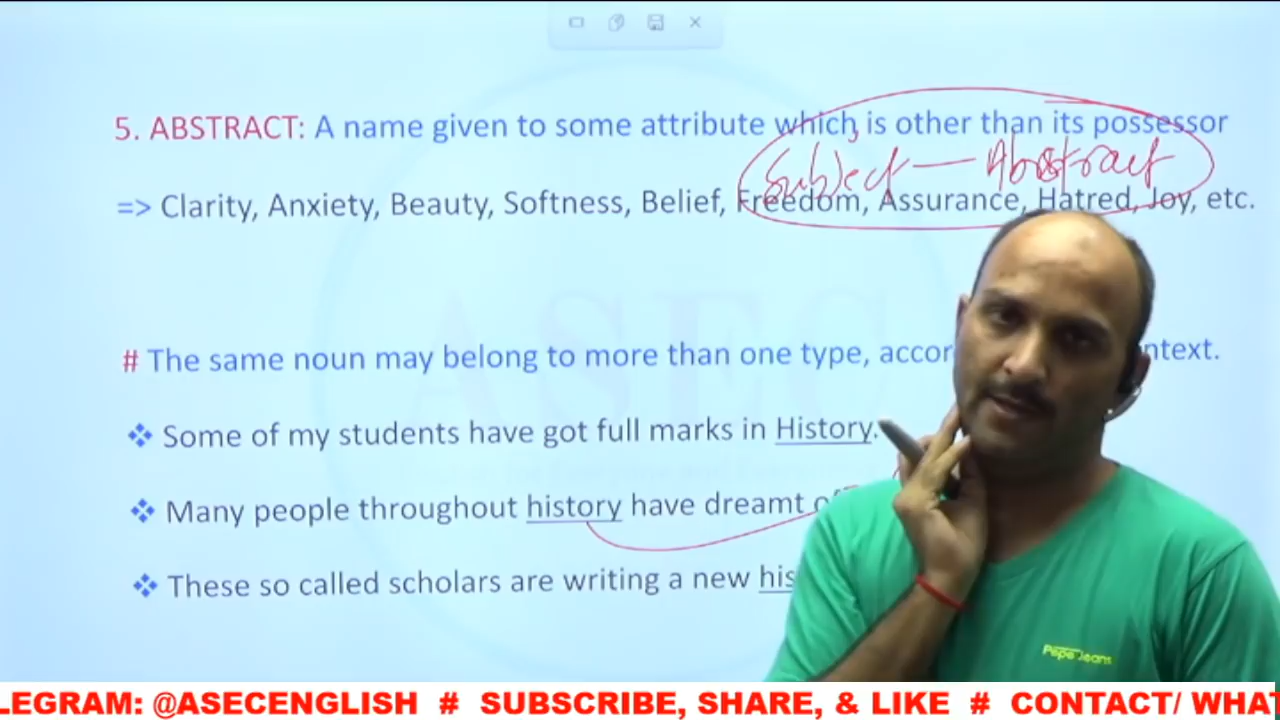 5. ABSTRACT: A name given to some attribute which is other than its possessor
Subject — Abstract
=> Clarity, Anxiety, Beauty, Softness, Belief, Freedom, Assurance, Hatred, Joy, etc.
# The same noun may belong to more than one type, accor ntext.
❖ Some of my students have got full marks in History.
❖ Many people throughout history have dreamt of
❖ These so called scholars are writing a new his
Pepe Jeans
LEGRAM: @ASECENGLISH # SUBSCRIBE, SHARE, & LIKE # CONTACT/ WHAT